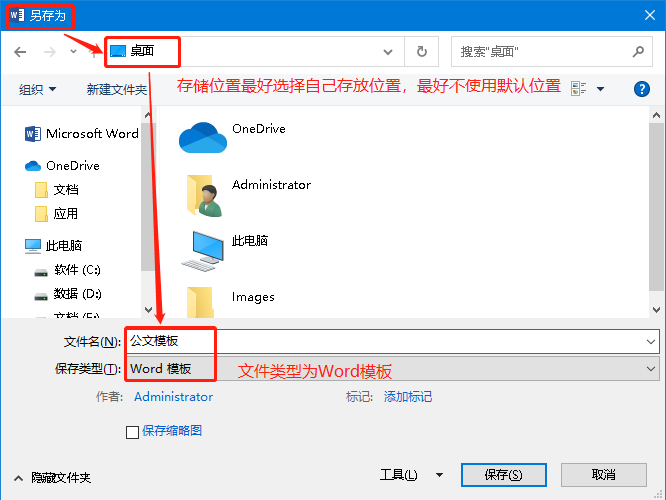 另存为
桌面
搜索"桌面"
组织
新建文件夹
存储位置最好选择自己存放位置，最好不使用默认位置
Microsoft Word
OneDrive
文档
应用
此电脑
软件 (C:)
数据 (D:)
文档 (E:)
OneDrive
Administrator
此电脑
Images
文件名(N):
公文模板
保存类型(T):
Word 模板
文件类型为Word模板
作者:
Administrator
标记:
添加标记
保存缩略图
隐藏文件夹
工具(L)
保存(S)
取消